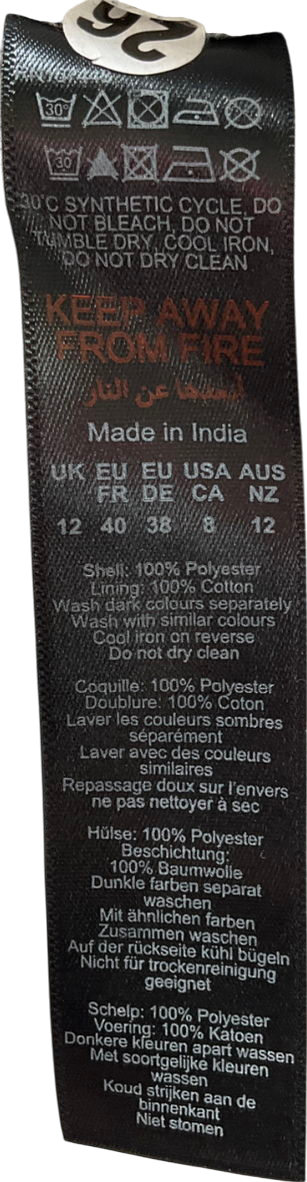 26
30°
30
30°C SYNTHETIC CYCLE, DO
NOT BLEACH, DO NOT
TUMBLE DRY, COOL IRON,
DO NOT DRY CLEAN
KEEP AWAY
FROM FIRE
أبعدها عن النار
Made in India
UK EU EU USA AUS
FR DE CA NZ
12 40 38 8 12
Shell: 100% Polyester
Lining: 100% Cotton
Wash dark colours separately
Wash with similar colours
Cool iron on reverse
Do not dry clean
Coquille: 100% Polyester
Doublure: 100% Coton
Laver les couleurs sombres
séparément
Laver avec des couleurs
similaires
Repassage doux sur l'envers
ne pas nettoyer à sec
Hülse: 100% Polyester
Beschichtung:
100% Baumwolle
Dunkle farben separat
waschen
Mit ähnlichen farben
Zusammen waschen
Auf der rückseite kühl bügeln
Nicht für trockenreinigung
geeignet
Schelp: 100% Polyester
Voering: 100% Katoen
Donkere kleuren apart wassen
Met soortgelijke kleuren
wassen
Koud strijken aan de
binnenkant
Niet stomen